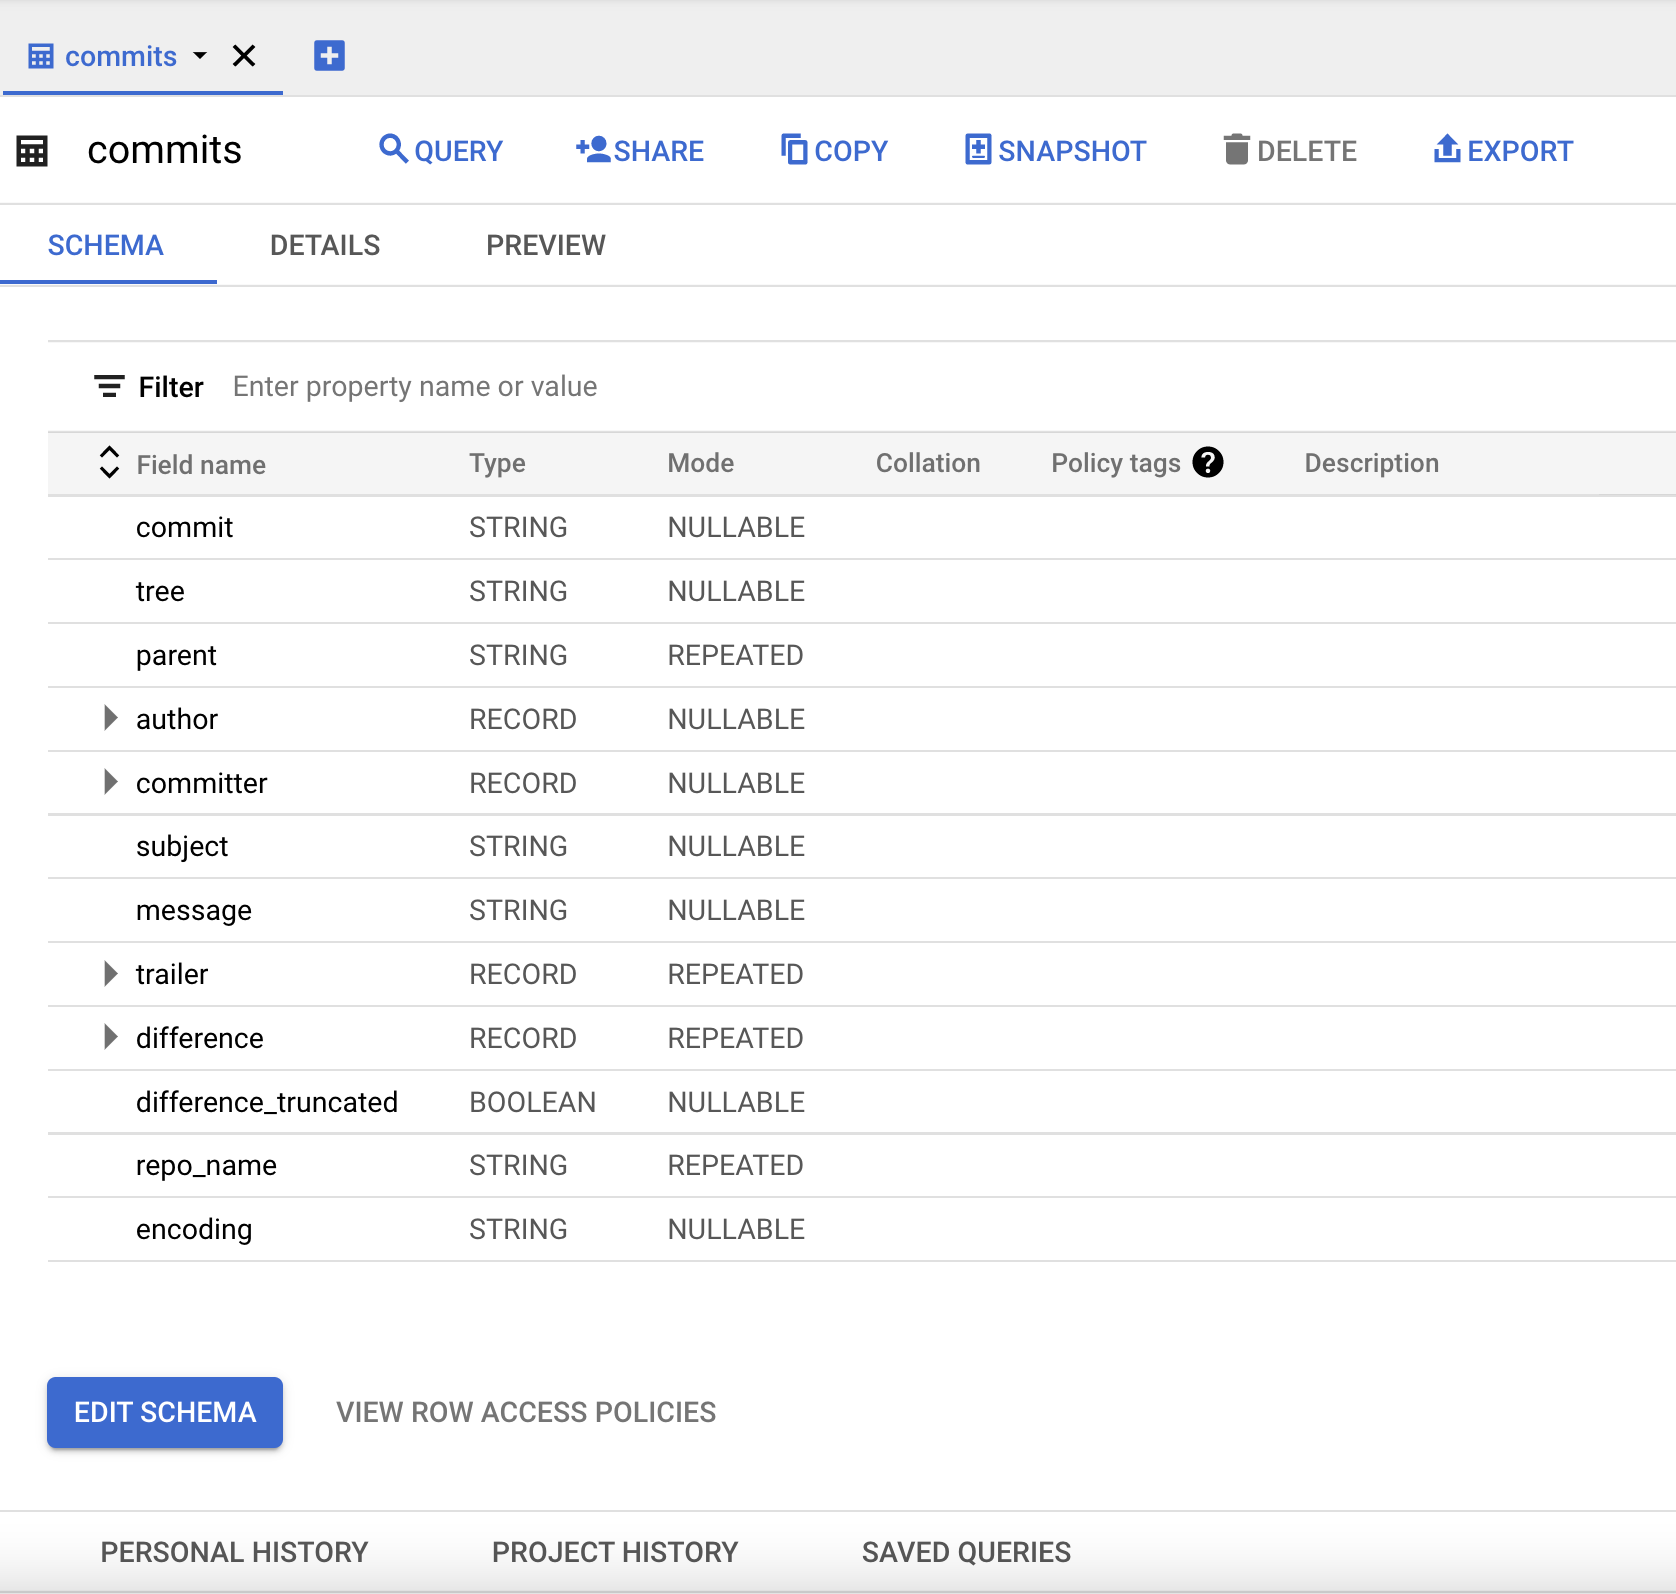 commits
commits QUERY SHARE COPY SNAPSHOT DELETE EXPORT
SCHEMA DETAILS PREVIEW
Filter Enter property name or value
Field name Type Mode Collation Policy tags ? Description
commit STRING NULLABLE
tree STRING NULLABLE
parent STRING REPEATED
author RECORD NULLABLE
committer RECORD NULLABLE
subject STRING NULLABLE
message STRING NULLABLE
trailer RECORD REPEATED
difference RECORD REPEATED
difference_truncated BOOLEAN NULLABLE
repo_name STRING REPEATED
encoding STRING NULLABLE
EDIT SCHEMA VIEW ROW ACCESS POLICIES
PERSONAL HISTORY PROJECT HISTORY SAVED QUERIES